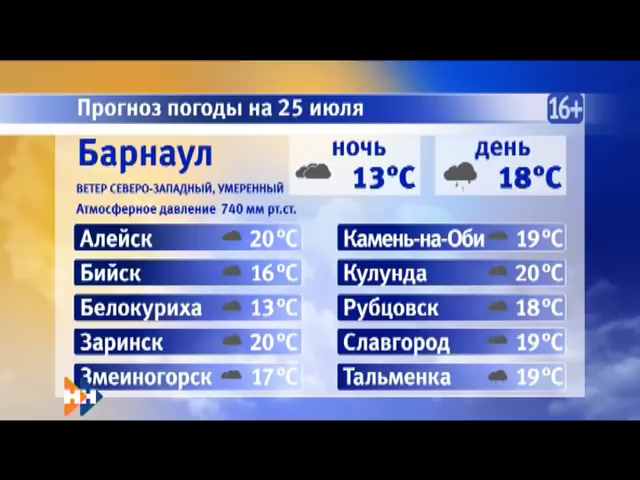 Прогноз погоды на 25 июля 16+
Барнаул
ночь 13°C
день 18°C
ВЕТЕР СЕВЕРО-ЗАПАДНЫЙ, УМЕРЕННЫЙ
Атмосферное давление 740 мм рт.ст.
Алейск 20°C
Бийск 16°C
Белокуриха 13°C
Заринск 20°C
Змеиногорск 17°C
Камень-на-Оби 19°C
Кулунда 20°C
Рубцовск 18°C
Славгород 19°C
Тальменка 19°C
НН